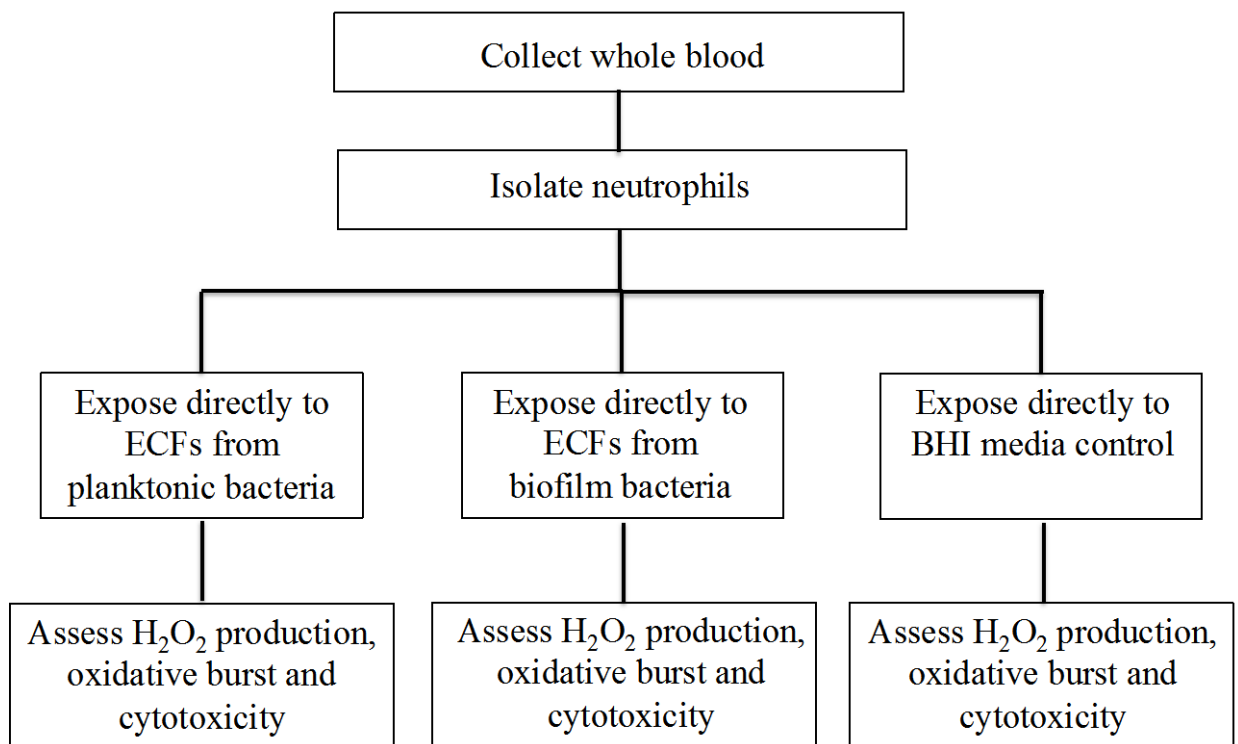 Collect whole blood
Isolate neutrophils
Expose directly to
ECFs from
planktonic bacteria
Expose directly to
ECFs from
biofilm bacteria
Expose directly to
BHI media control
Assess H₂O₂ production,
oxidative burst and
cytotoxicity
Assess H₂O₂ production,
oxidative burst and
cytotoxicity
Assess H₂O₂ production,
oxidative burst and
cytotoxicity